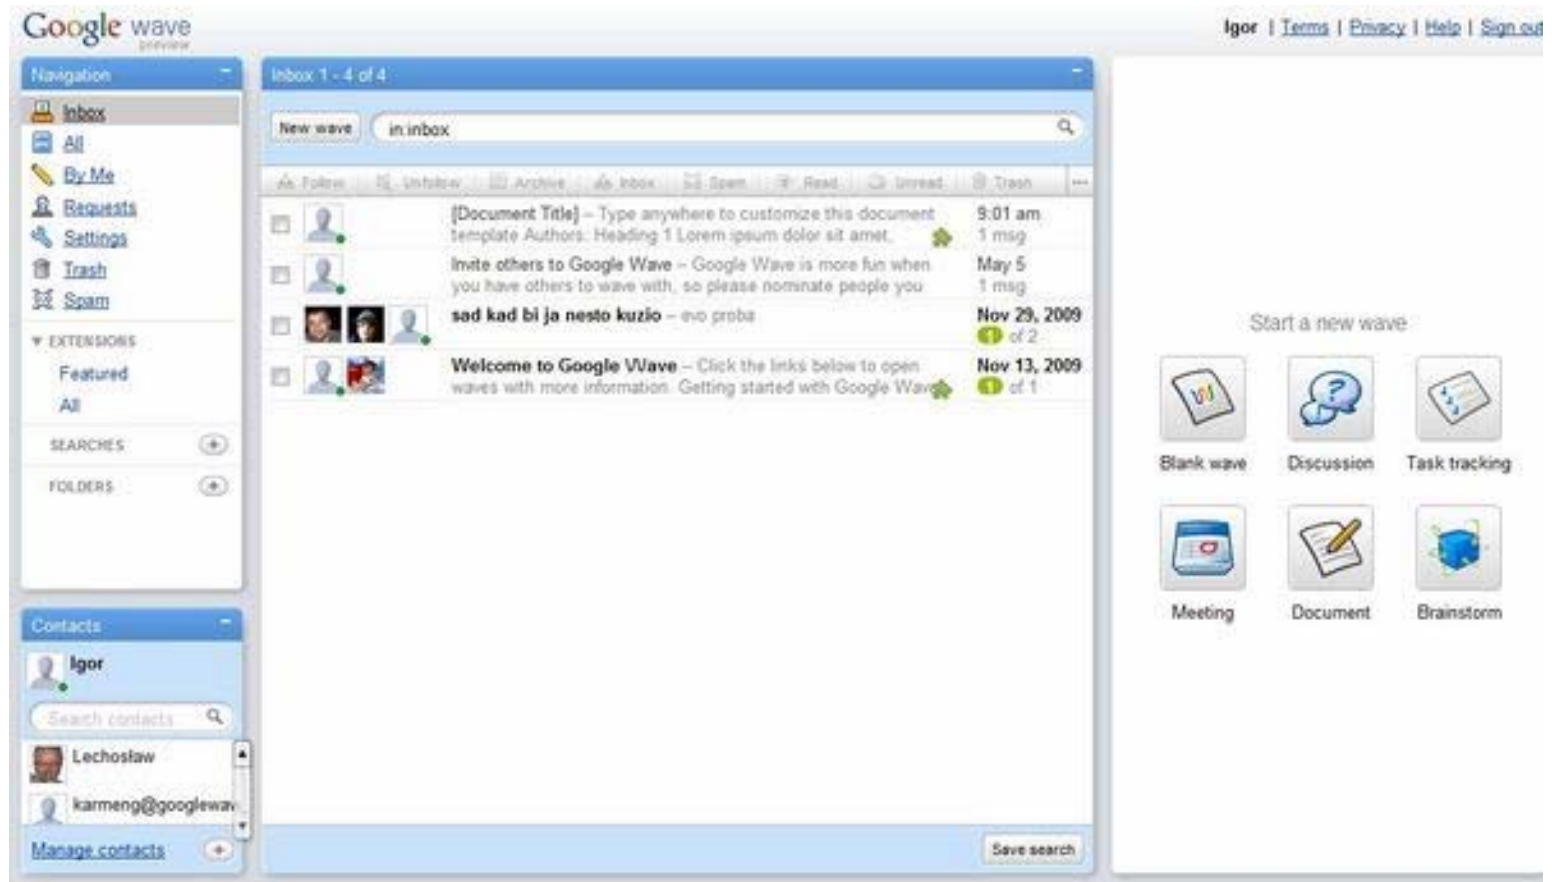 Google wave
preview
Igor | Terms | Privacy | Help | Sign out
Navigation
Inbox
All
By Me
Requests
Settings
Trash
Spam
EXTENSIONS
Featured
All
SEARCHES
FOLDERS
Contacts
Igor
Search contacts
Lechosław
karmeng@googlewav
Manage contacts
Inbox 1 - 4 of 4
New wave
in:inbox
Follow Unfollow Archive Inbox Spam Read Unread Trash
[Document Title] – Type anywhere to customize this document 9:01 am
template Authors: Heading 1 Lorem ipsum dolor sit amet, 1 msg
Invite others to Google Wave – Google Wave is more fun when May 5
you have others to wave with, so please nominate people you 1 msg
sad kad bi ja nesto kuzio – evo proba Nov 29, 2009
1 of 2
Welcome to Google Wave – Click the links below to open Nov 13, 2009
waves with more information. Getting started with Google Wave 1 of 1
Save search
Start a new wave
Blank wave Discussion Task tracking
Meeting Document Brainstorm